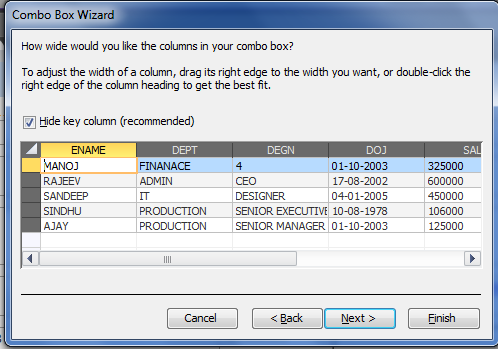 Combo Box Wizard
How wide would you like the columns in your combo box?
To adjust the width of a column, drag its right edge to the width you want, or double-click the
right edge of the column heading to get the best fit.
Hide key column (recommended)
ENAME DEPT DEGN DOJ SAL
MANOJ FINANACE 4 01-10-2003 325000
RAJEEV ADMIN CEO 17-08-2002 600000
SANDEEP IT DESIGNER 04-01-2005 450000
SINDHU PRODUCTION SENIOR EXECUTIVE 10-08-1978 106000
AJAY PRODUCTION SENIOR MANAGER 01-10-2003 125000
Cancel < Back Next > Finish